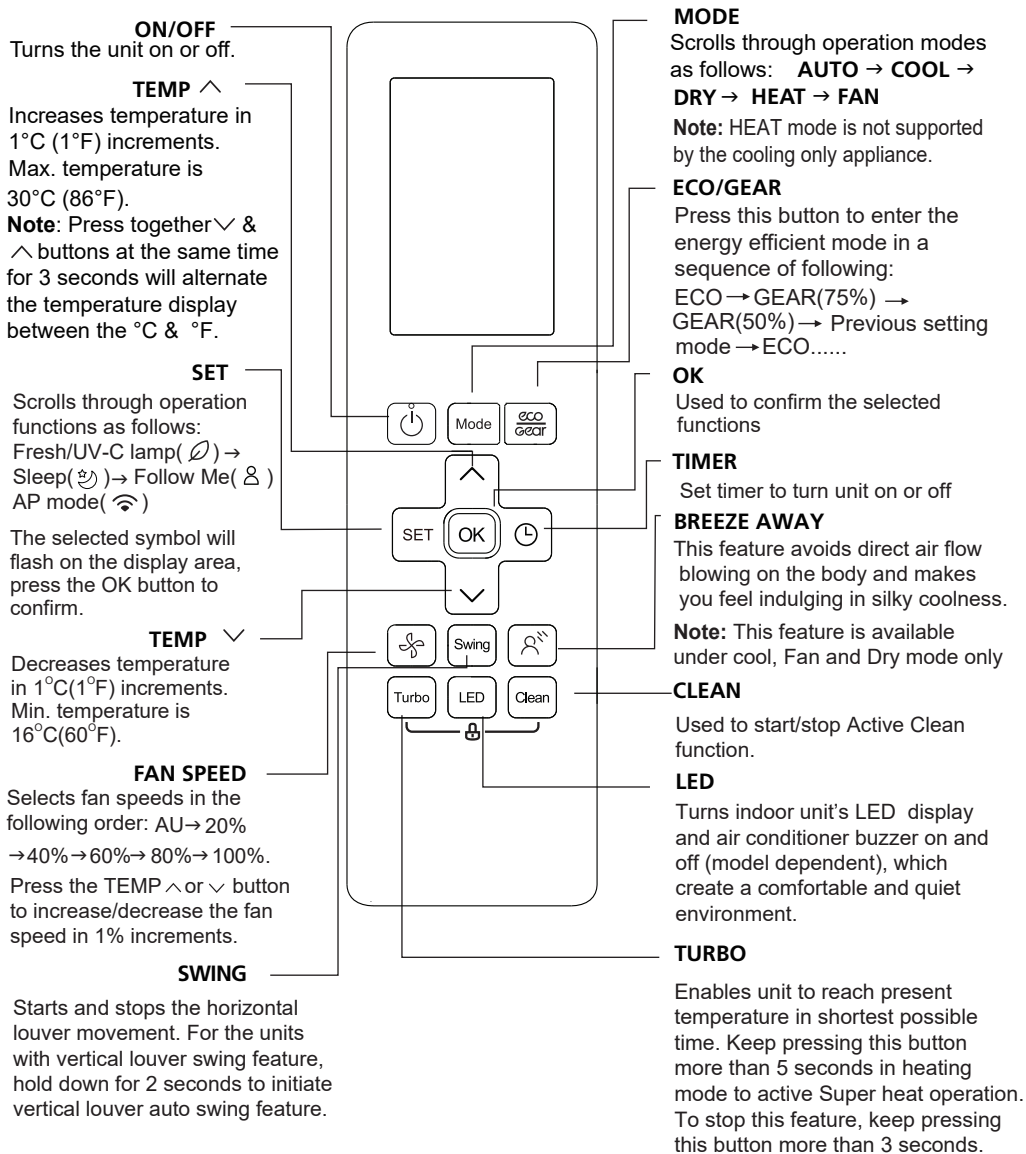 ON/OFF
Turns the unit on or off.
TEMP ︿
Increases temperature in
1°C (1°F) increments.
Max. temperature is
30°C (86°F).
Note: Press together ﹀ &
︿ buttons at the same time
for 3 seconds will alternate
the temperature display
between the °C & °F.
SET
Scrolls through operation
functions as follows:
Fresh/UV-C lamp( ) →
Sleep( ) → Follow Me( )
AP mode( )
The selected symbol will
flash on the display area,
press the OK button to
confirm.
TEMP ﹀
Decreases temperature
in 1°C(1°F) increments.
Min. temperature is
16°C(60°F).
FAN SPEED
Selects fan speeds in the
following order: AU→ 20%
→40%→60%→ 80%→100%.
Press the TEMP ︿ or ﹀ button
to increase/decrease the fan
speed in 1% increments.
SWING
Starts and stops the horizontal
louver movement. For the units
with vertical louver swing feature,
hold down for 2 seconds to initiate
vertical louver auto swing feature.
Mode
eco
Gear
SET
OK
Swing
Turbo
LED
Clean
MODE
Scrolls through operation modes
as follows: AUTO → COOL →
DRY → HEAT → FAN
Note: HEAT mode is not supported
by the cooling only appliance.
ECO/GEAR
Press this button to enter the
energy efficient mode in a
sequence of following:
ECO → GEAR(75%) →
GEAR(50%) → Previous setting
mode → ECO......
OK
Used to confirm the selected
functions
TIMER
Set timer to turn unit on or off
BREEZE AWAY
This feature avoids direct air flow
blowing on the body and makes
you feel indulging in silky coolness.
Note: This feature is available
under cool, Fan and Dry mode only
CLEAN
Used to start/stop Active Clean
function.
LED
Turns indoor unit's LED display
and air conditioner buzzer on and
off (model dependent), which
create a comfortable and quiet
environment.
TURBO
Enables unit to reach present
temperature in shortest possible
time. Keep pressing this button
more than 5 seconds in heating
mode to active Super heat operation.
To stop this feature, keep pressing
this button more than 3 seconds.